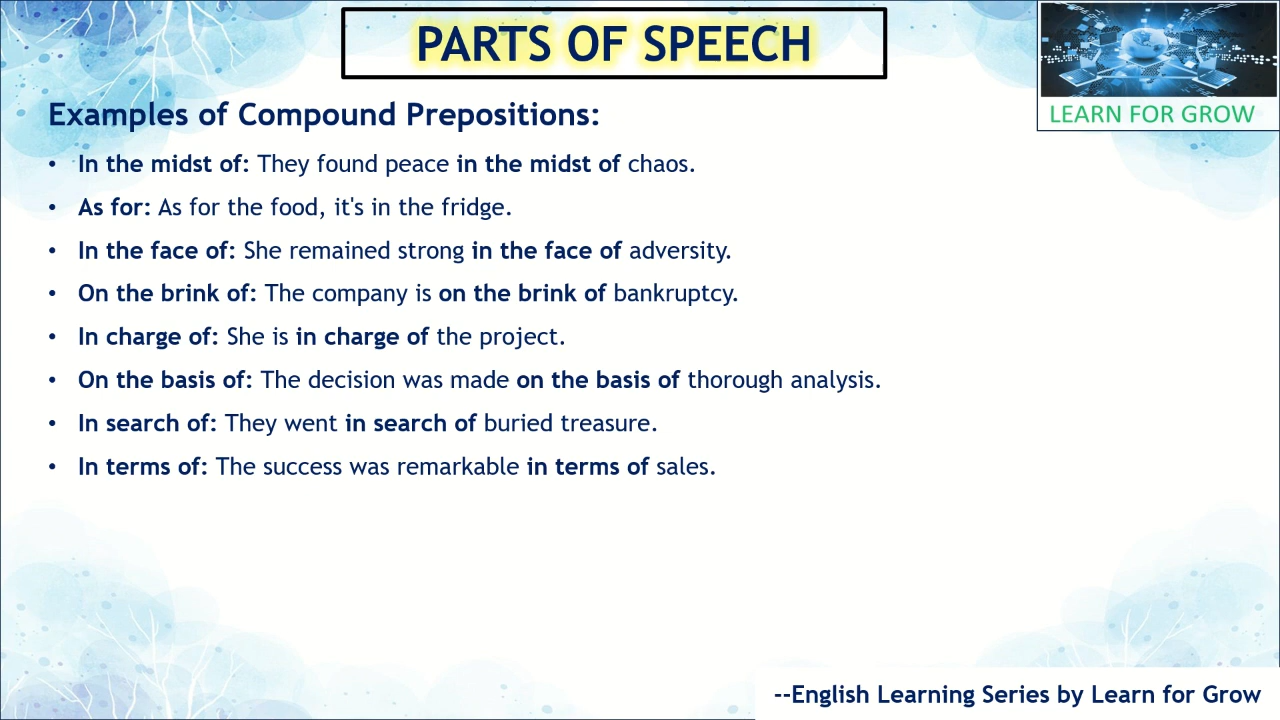 PARTS OF SPEECH
LEARN FOR GROW
Examples of Compound Prepositions:
• In the midst of: They found peace in the midst of chaos.
• As for: As for the food, it's in the fridge.
• In the face of: She remained strong in the face of adversity.
• On the brink of: The company is on the brink of bankruptcy.
• In charge of: She is in charge of the project.
• On the basis of: The decision was made on the basis of thorough analysis.
• In search of: They went in search of buried treasure.
• In terms of: The success was remarkable in terms of sales.
--English Learning Series by Learn for Grow